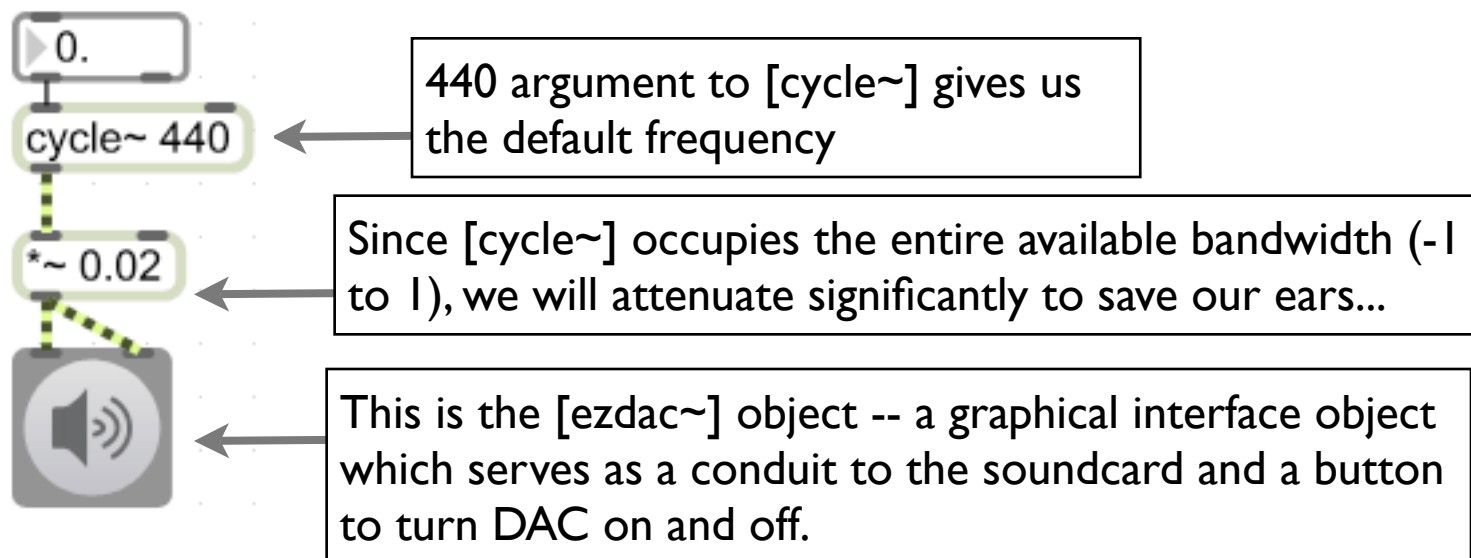 0.
440 argument to [cycle~] gives us
the default frequency
cycle~ 440
Since [cycle~] occupies the entire available bandwidth (-1
to 1), we will attenuate significantly to save our ears...
*~ 0.02
This is the [ezdac~] object -- a graphical interface object
which serves as a conduit to the soundcard and a button
to turn DAC on and off.